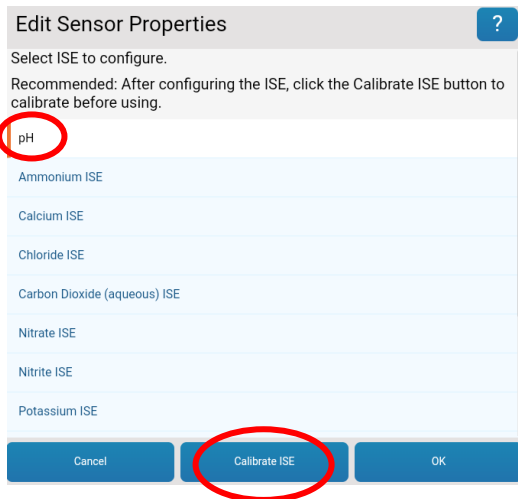 Edit Sensor Properties
?
Select ISE to configure.
Recommended: After configuring the ISE, click the Calibrate ISE button to
calibrate before using.
pH
Ammonium ISE
Calcium ISE
Chloride ISE
Carbon Dioxide (aqueous) ISE
Nitrate ISE
Nitrite ISE
Potassium ISE
Cancel
Calibrate ISE
OK